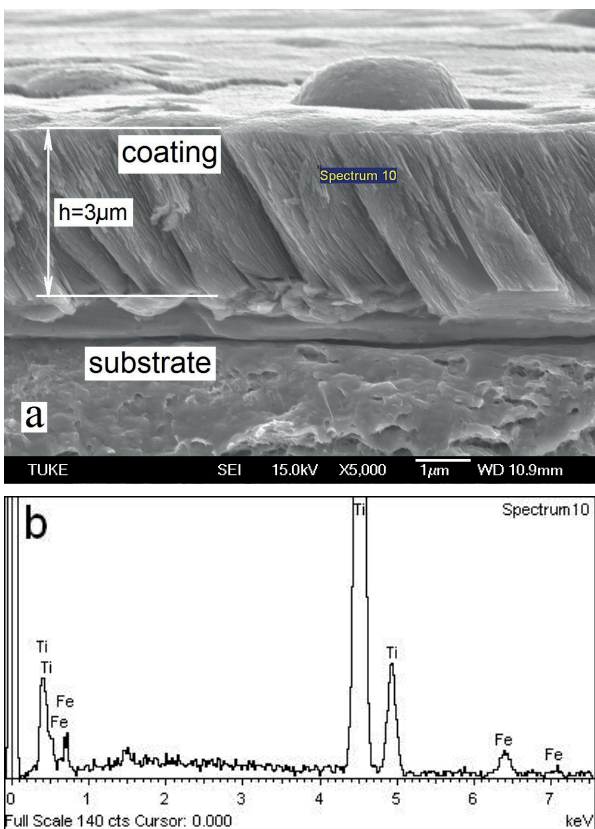 coating
Spectrum 10
h=3µm
substrate
a
TUKE SEI 15.0kV X5,000 1µm WD 10.9mm
b
Ti
Spectrum10
Ti
Ti
Ti
Fe
Fe
Fe
Fe
0 1 2 3 4 5 6 7
Full Scale 140 cts Cursor: 0.000 keV